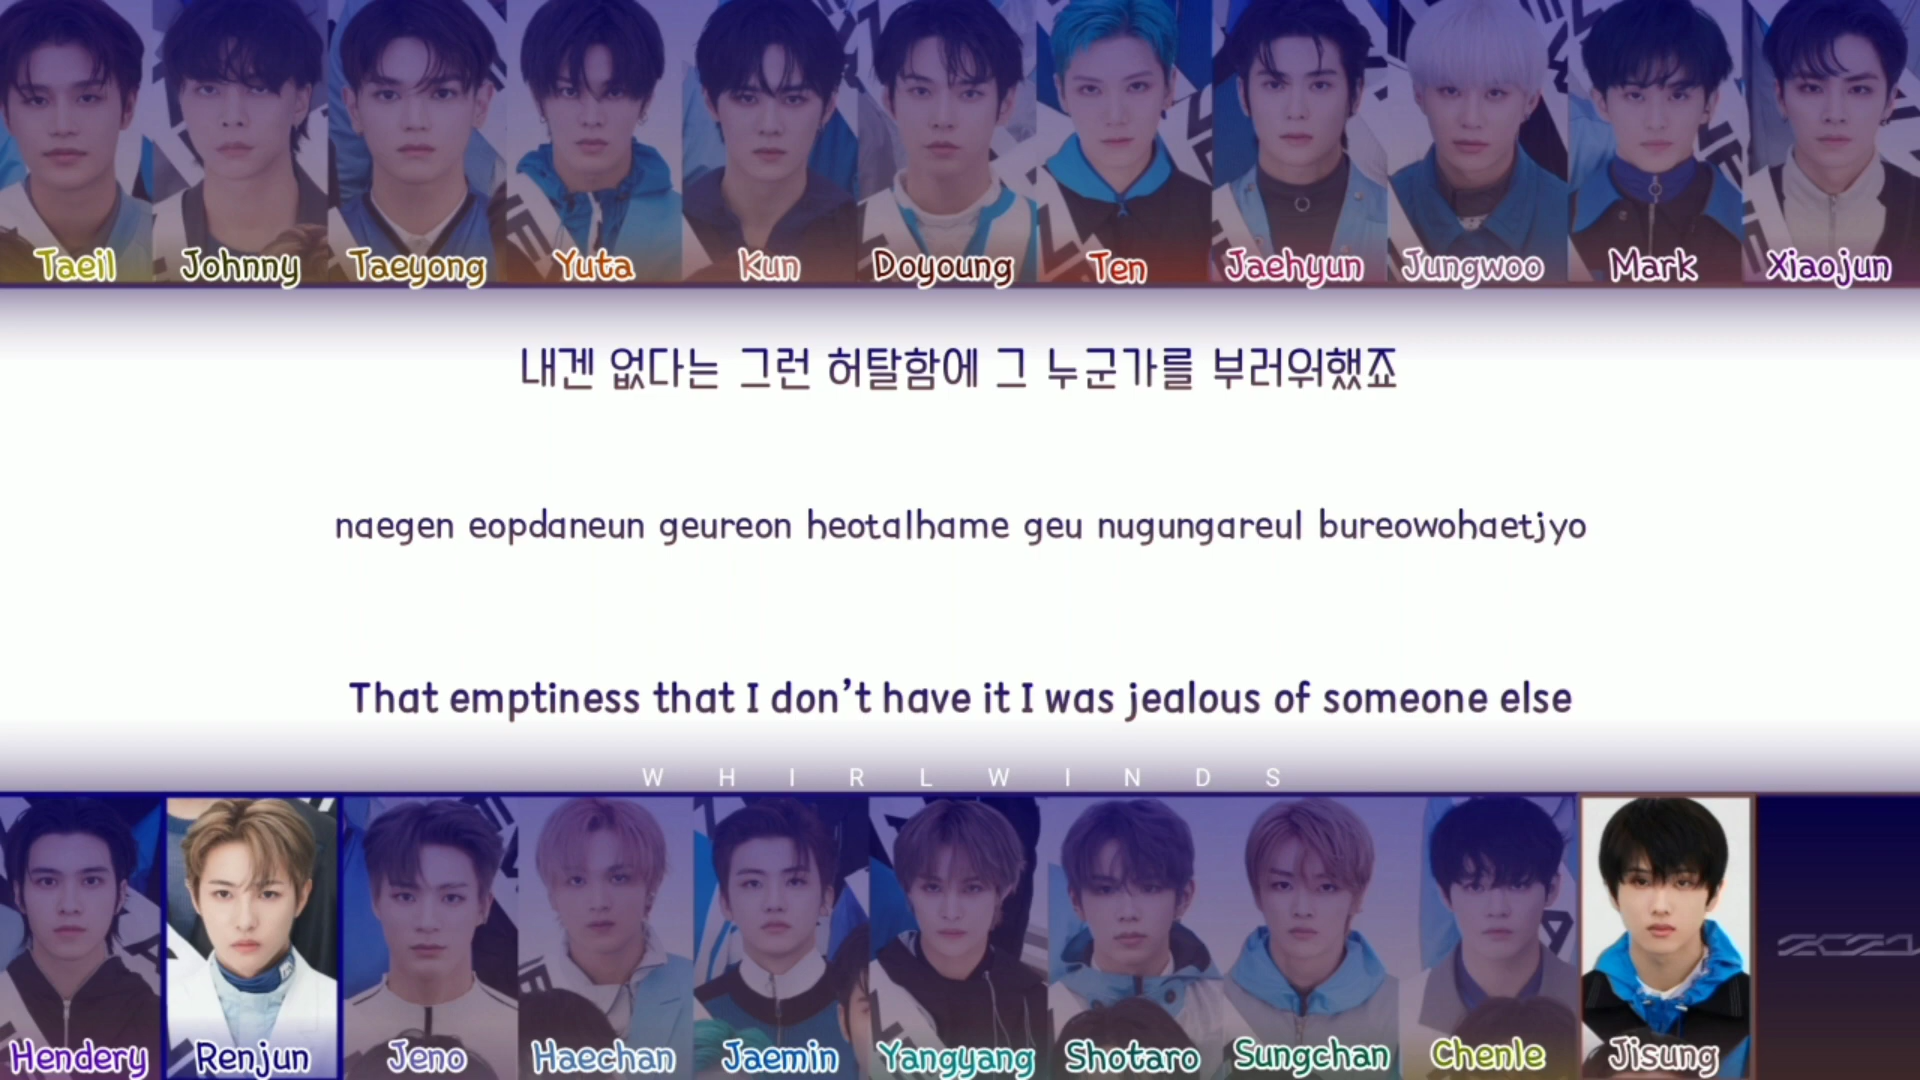 Taeil Johnny Taeyong Yuta Kun Doyoung Ten Jaehyun Jungwoo Mark Xiaojun
내겐 없다는 그런 허탈함에 그 누군가를 부러워했죠
naegen eopdaneun geureon heotalhame geu nugungareul bureowohaetjyo
That emptiness that I don't have it I was jealous of someone else
WHIRLWINDS
Hendery Renjun Jeno Haechan Jaemin Yangyang Shotaro Sungchan Chenle Jisung
2021